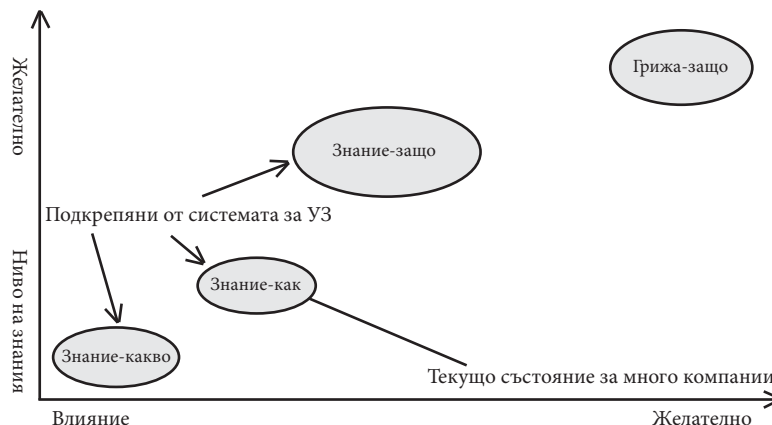 Желателно
Грижа-защо
Знание-защо
Подкрепяни от системата за УЗ
Ниво на знания
Знание-как
Знание-какво
Текущо състояние за много компании
Влияние
Желателно